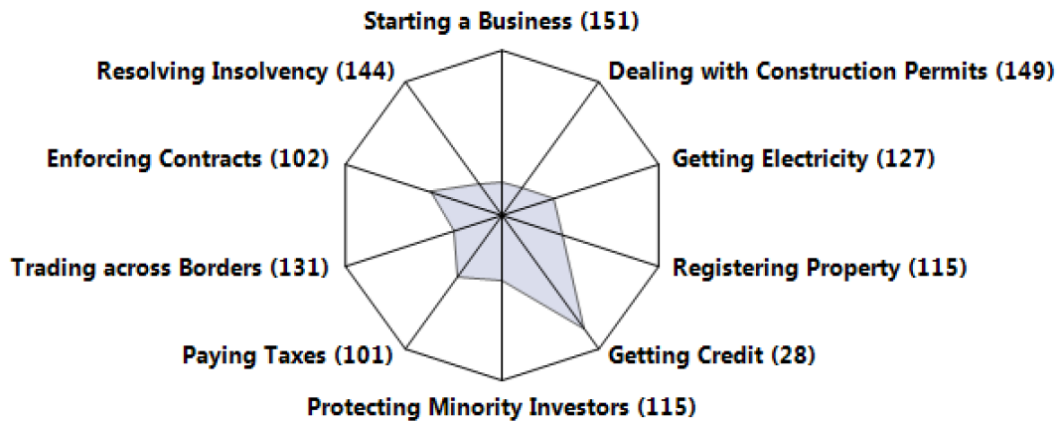 Starting a Business (151)
Resolving Insolvency (144)
Dealing with Construction Permits (149)
Enforcing Contracts (102)
Getting Electricity (127)
Trading across Borders (131)
Registering Property (115)
Paying Taxes (101)
Getting Credit (28)
Protecting Minority Investors (115)